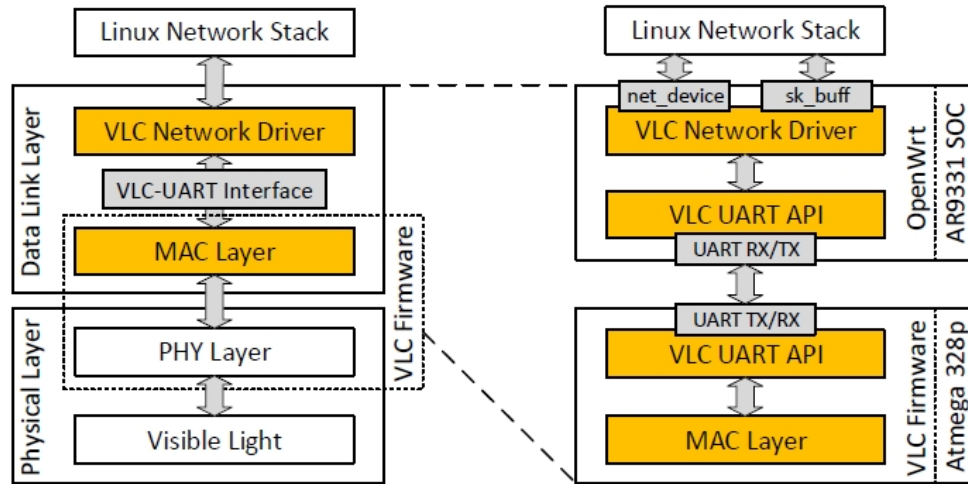 Linux Network Stack
Data Link Layer
VLC Network Driver
VLC-UART Interface
MAC Layer
VLC Firmware
Physical Layer
PHY Layer
Visible Light
Linux Network Stack
net_device
sk_buff
VLC Network Driver
VLC UART API
UART RX/TX
OpenWrt
AR9331 SOC
UART TX/RX
VLC UART API
MAC Layer
VLC Firmware
Atmega 328p